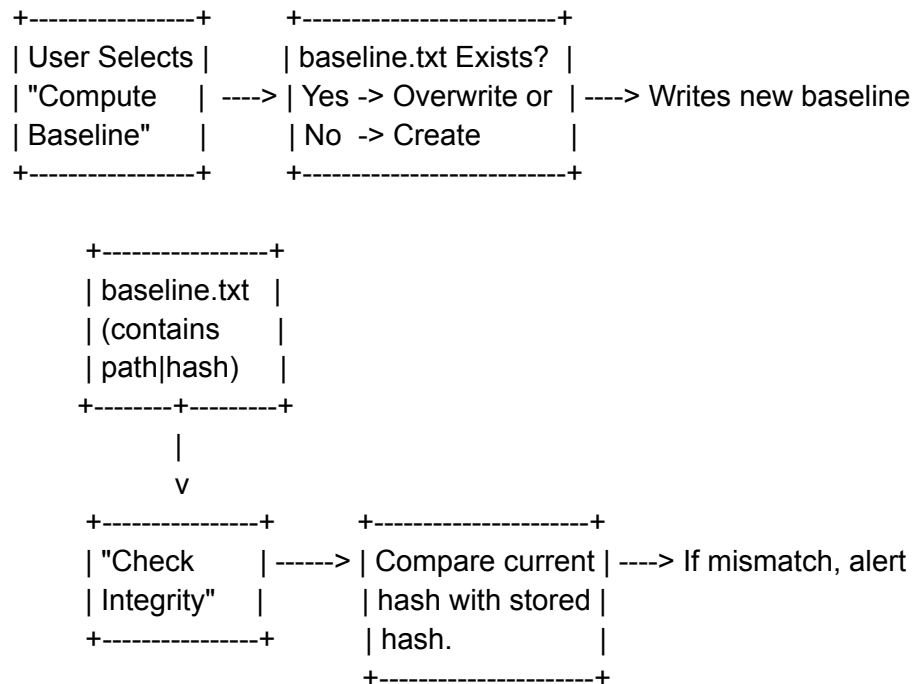 +-----------------+ +--------------------------+
| User Selects | | baseline.txt Exists? |
| "Compute | ----> | Yes -> Overwrite or | ----> Writes new baseline
| Baseline" | | No -> Create |
+-----------------+ +---------------------------+
+-----------------+
| baseline.txt |
| (contains |
| path|hash) |
+--------+---------+
|
v
+----------------+ +----------------------+
| "Check | ------> | Compare current | ----> If mismatch, alert
| Integrity" | | hash with stored |
+----------------+ | hash. |
+----------------------+